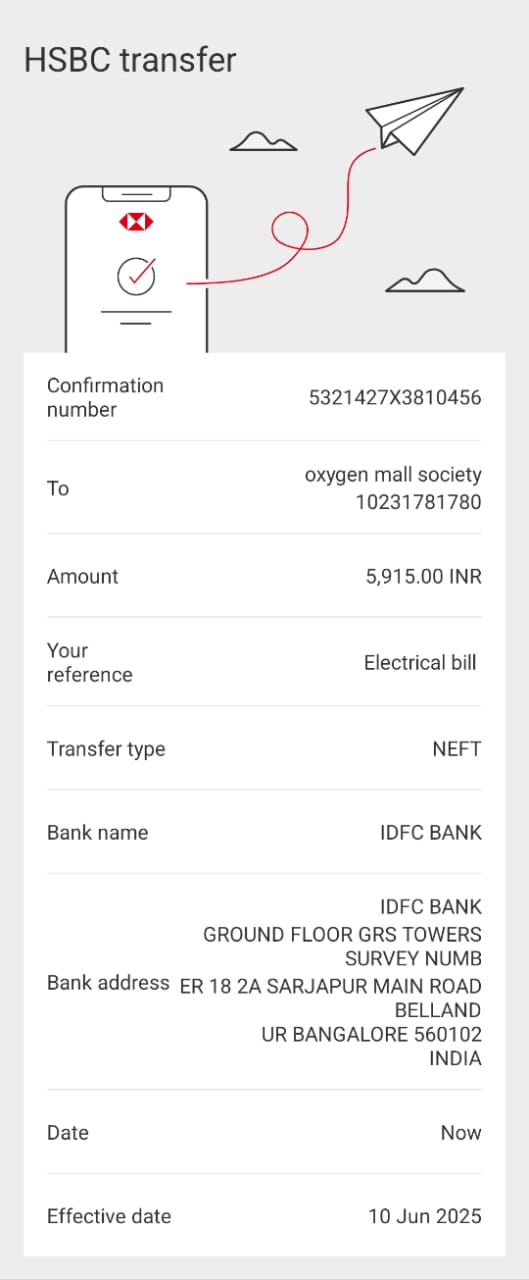 HSBC transfer
Confirmation
number
5321427X3810456
To
oxygen mall society
10231781780
Amount
5,915.00 INR
Your
reference
Electrical bill
Transfer type
NEFT
Bank name
IDFC BANK
Bank address
IDFC BANK
GROUND FLOOR GRS TOWERS
SURVEY NUMB
ER 18 2A SARJAPUR MAIN ROAD
BELLAND
UR BANGALORE 560102
INDIA
Date
Now
Effective date
10 Jun 2025